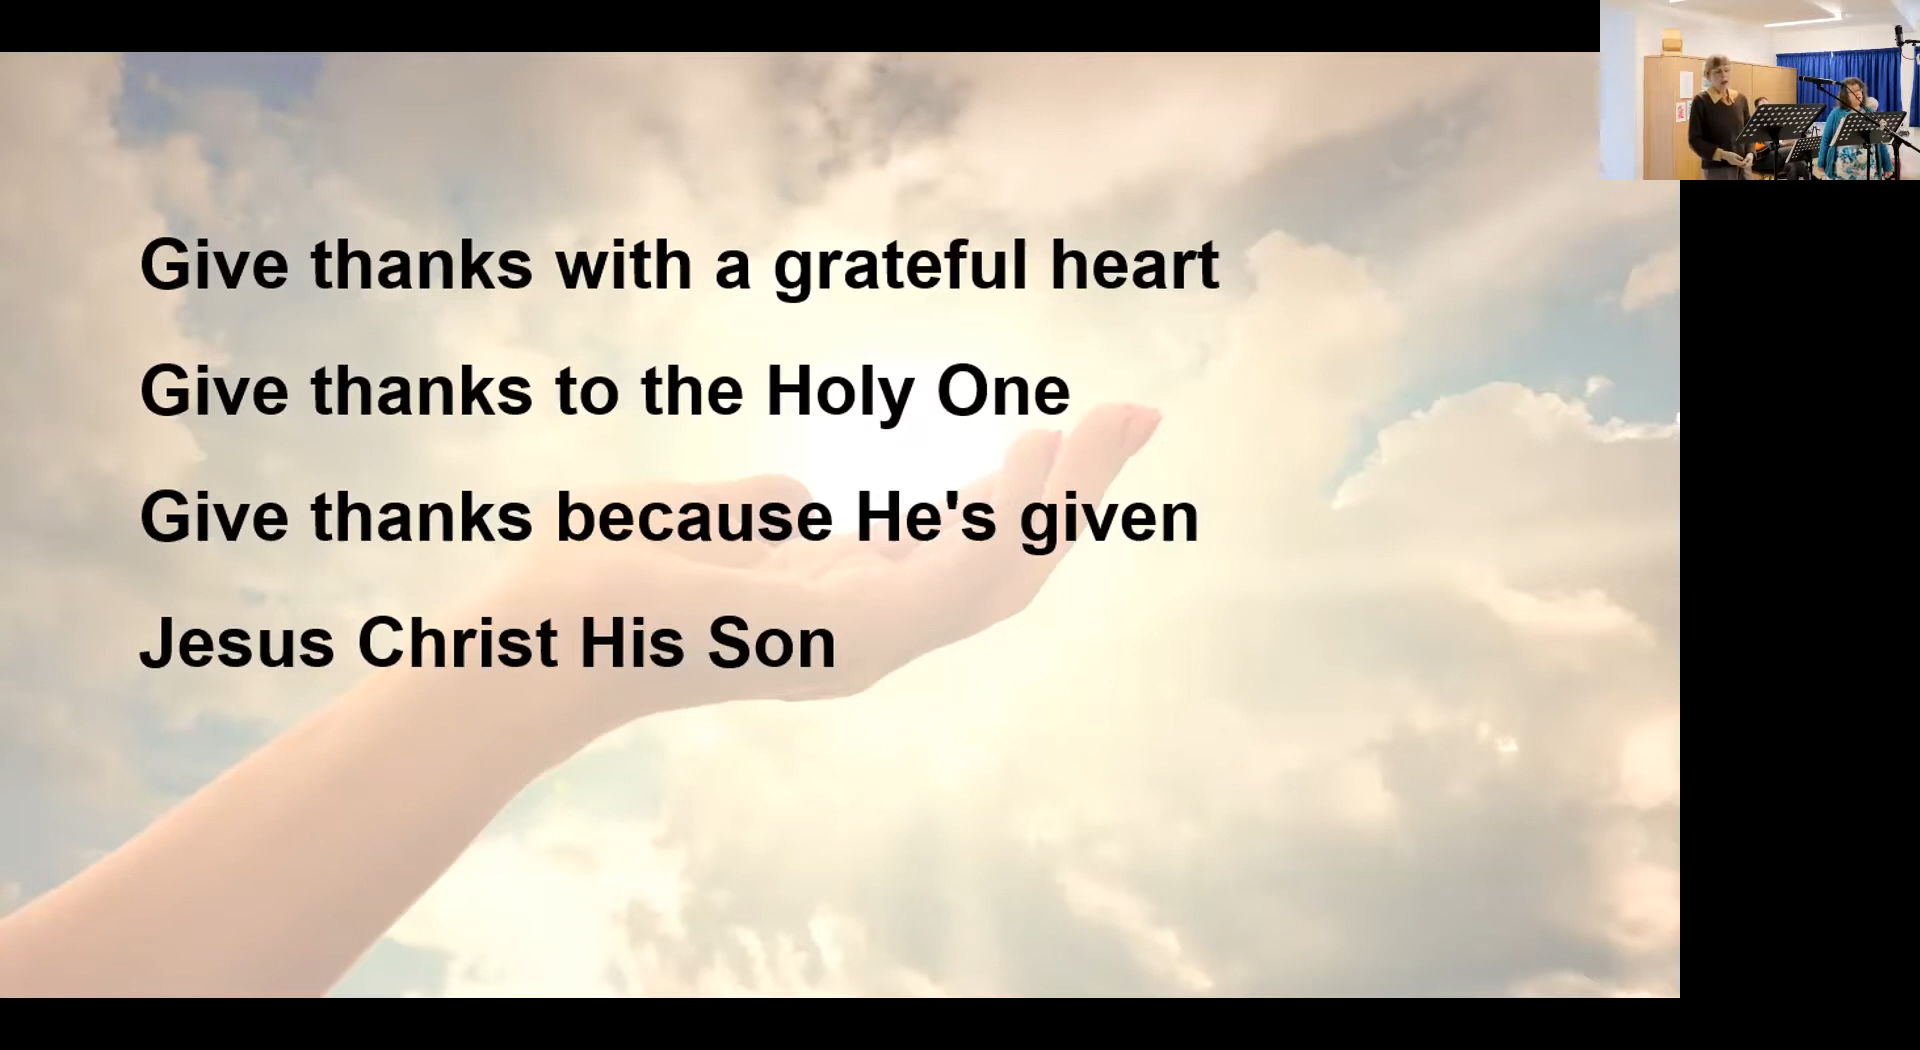 Give thanks with a grateful heart
Give thanks to the Holy One
Give thanks because He's given
Jesus Christ His Son